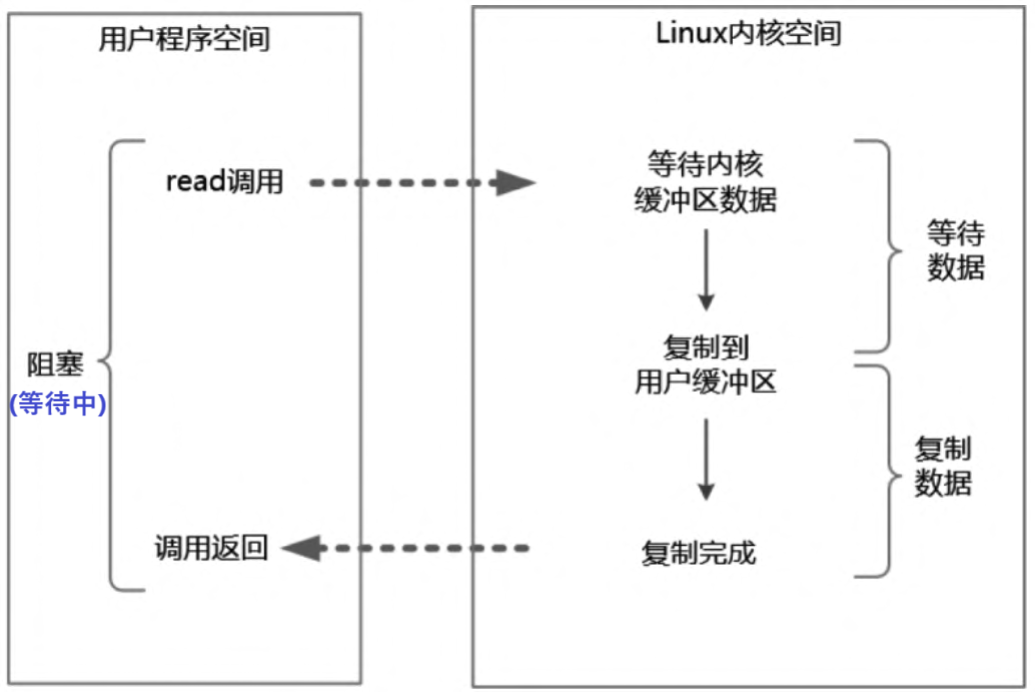 用户程序空间
Linux内核空间
read调用
等待内核
缓冲区数据
等待
数据
复制到
用户缓冲区
阻塞
(等待中)
复制
数据
调用返回
复制完成